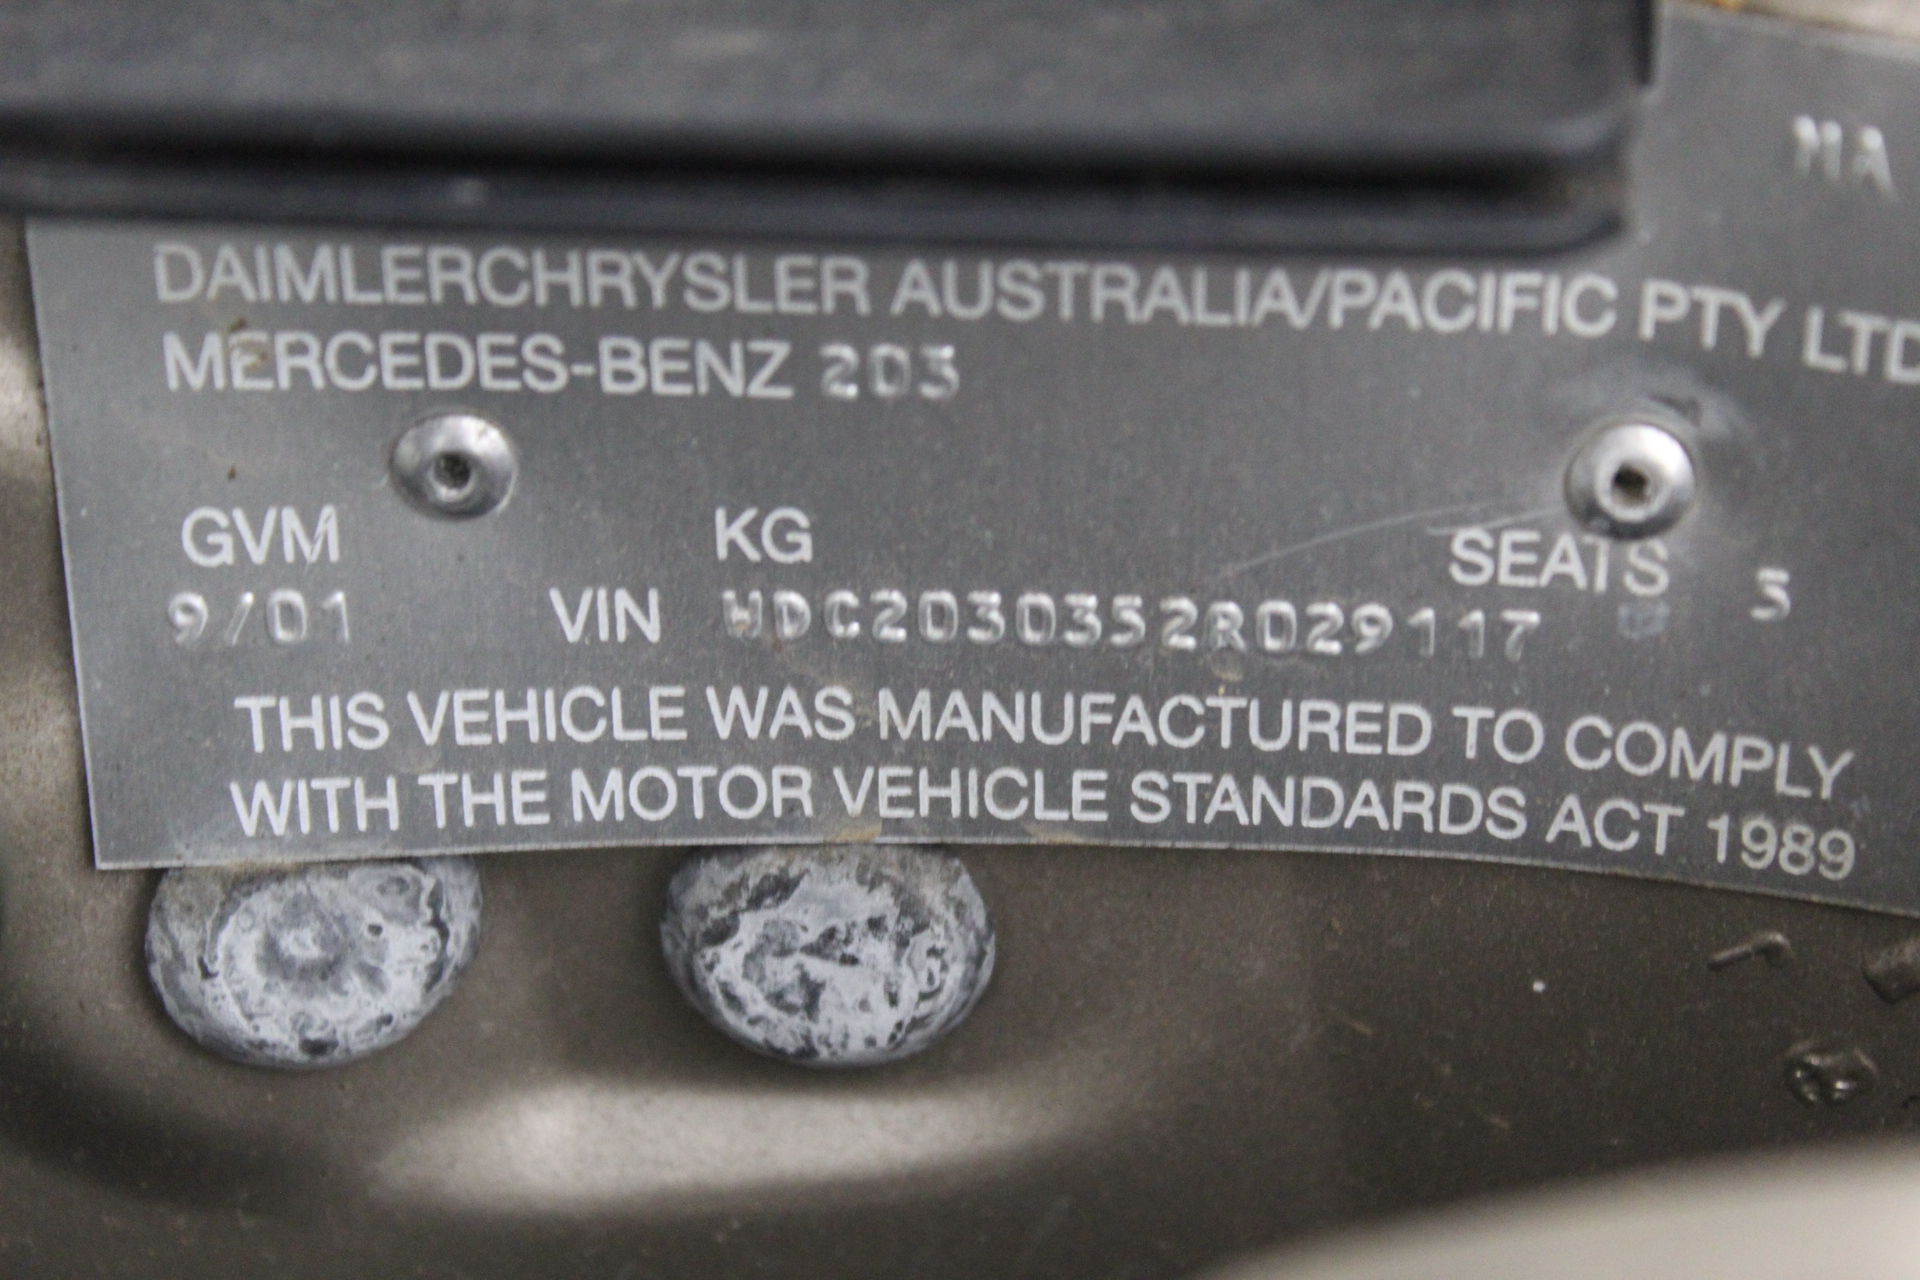 MA
DAIMLERCHRYSLER AUSTRALIA/PACIFIC PTY LTD
MERCEDES-BENZ 203
GVM KG SEATS 5
9/01 VIN WDC2030352R029117
THIS VEHICLE WAS MANUFACTURED TO COMPLY
WITH THE MOTOR VEHICLE STANDARDS ACT 1989